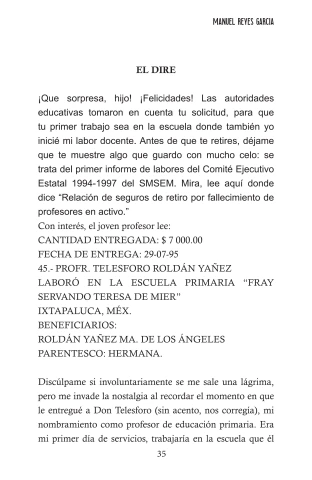 MANUEL REYES GARCIA
EL DIRE
¡Que sorpresa, hijo! ¡Felicidades! Las autoridades
educativas tomaron en cuenta tu solicitud, para que
tu primer trabajo sea en la escuela donde también yo
inicié mi labor docente. Antes de que te retires, déjame
que te muestre algo que guardo con mucho celo: se
trata del primer informe de labores del Comité Ejecutivo
Estatal 1994-1997 del SMSEM. Mira, lee aquí donde
dice “Relación de seguros de retiro por fallecimiento de
profesores en activo.”
Con interés, el joven profesor lee:
CANTIDAD ENTREGADA: $ 7 000.00
FECHA DE ENTREGA: 29-07-95
45.- PROFR. TELESFORO ROLDÁN YAÑEZ
LABORÓ EN LA ESCUELA PRIMARIA “FRAY
SERVANDO TERESA DE MIER”
IXTAPALUCA, MÉX.
BENEFICIARIOS:
ROLDÁN YAÑEZ MA. DE LOS ÁNGELES
PARENTESCO: HERMANA.
Discúlpame si involuntariamente se me sale una lágrima,
pero me invade la nostalgia al recordar el momento en que
le entregué a Don Telesforo (sin acento, nos corregía), mi
nombramiento como profesor de educación primaria. Era
mi primer día de servicios, trabajaría en la escuela que él
35